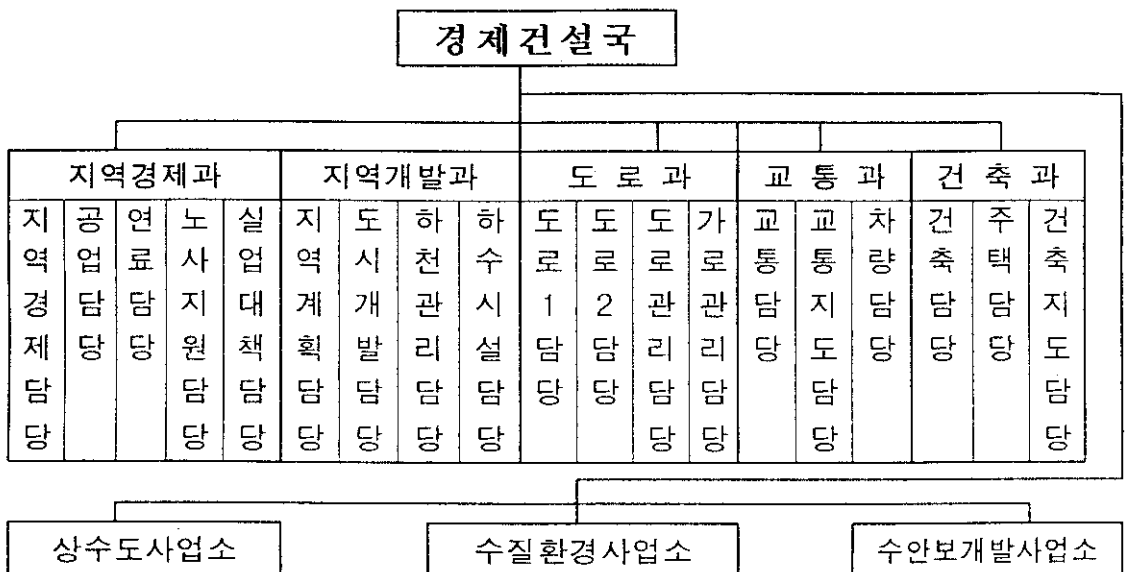 경제건설국
지역경제과
지역경제담당
공업담당
연료담당
노사지원담당
실업대책담당
지역개발과
지역계획담당
도시개발담당
하천관리담당
하수시설담당
도로과
도로1담당
도로2담당
도로관리담당
가로관리담당
교통과
교통담당
교통지도담당
차량담당
건축과
건축담당
주택담당
건축지도담당
상수도사업소
수질환경사업소
수안보개발사업소